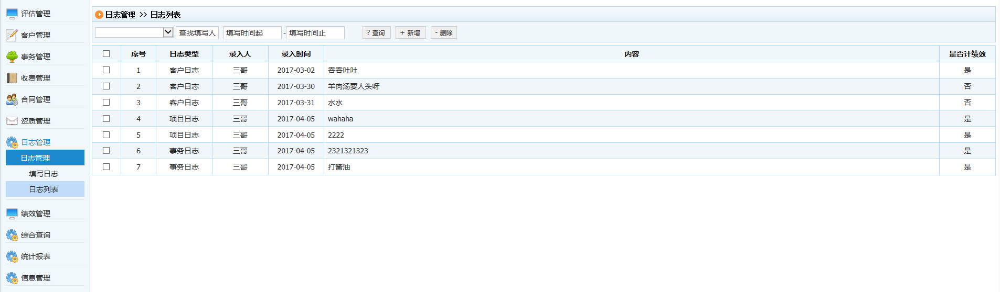 评估管理
客户管理
事务管理
收费管理
合同管理
资质管理
日志管理
日志管理
填写日志
日志列表
绩效管理
综合查询
统计报表
信息管理
日志管理 >> 日志列表
查找填写人 填写时间起 - 填写时间止 ? 查询 + 新增 - 删除
序号 日志类型 录入人 录入时间 内容 是否计绩效
1 客户日志 三哥 2017-03-02 吞吞吐吐 是
2 客户日志 三哥 2017-03-30 羊肉汤要人头呀 否
3 客户日志 三哥 2017-03-31 水水 否
4 项目日志 三哥 2017-04-05 wahaha 是
5 项目日志 三哥 2017-04-05 2222 是
6 事务日志 三哥 2017-04-05 2321321323 是
7 事务日志 三哥 2017-04-05 打酱油 是